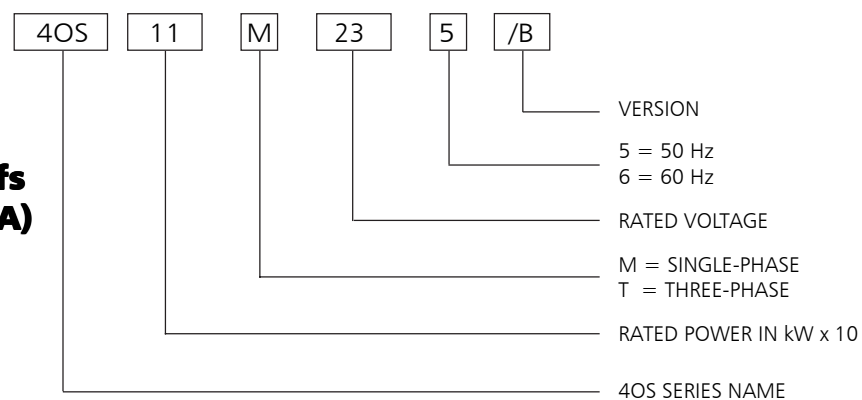 4OS 11 M 23 5 /B
VERSION
5 = 50 Hz
6 = 60 Hz
fs
A)
RATED VOLTAGE
M = SINGLE-PHASE
T = THREE-PHASE
RATED POWER IN kW x 10
4OS SERIES NAME